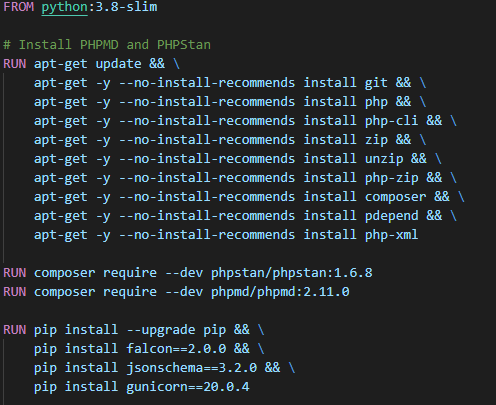 FROM python:3.8-slim
# Install PHPMD and PHPStan
RUN apt-get update && \
apt-get -y --no-install-recommends install git && \
apt-get -y --no-install-recommends install php && \
apt-get -y --no-install-recommends install php-cli && \
apt-get -y --no-install-recommends install zip && \
apt-get -y --no-install-recommends install unzip && \
apt-get -y --no-install-recommends install php-zip && \
apt-get -y --no-install-recommends install composer && \
apt-get -y --no-install-recommends install pdepend && \
apt-get -y --no-install-recommends install php-xml
RUN composer require --dev phpstan/phpstan:1.6.8
RUN composer require --dev phpmd/phpmd:2.11.0
RUN pip install --upgrade pip && \
pip install falcon==2.0.0 && \
pip install jsonschema==3.2.0 && \
pip install gunicorn==20.0.4